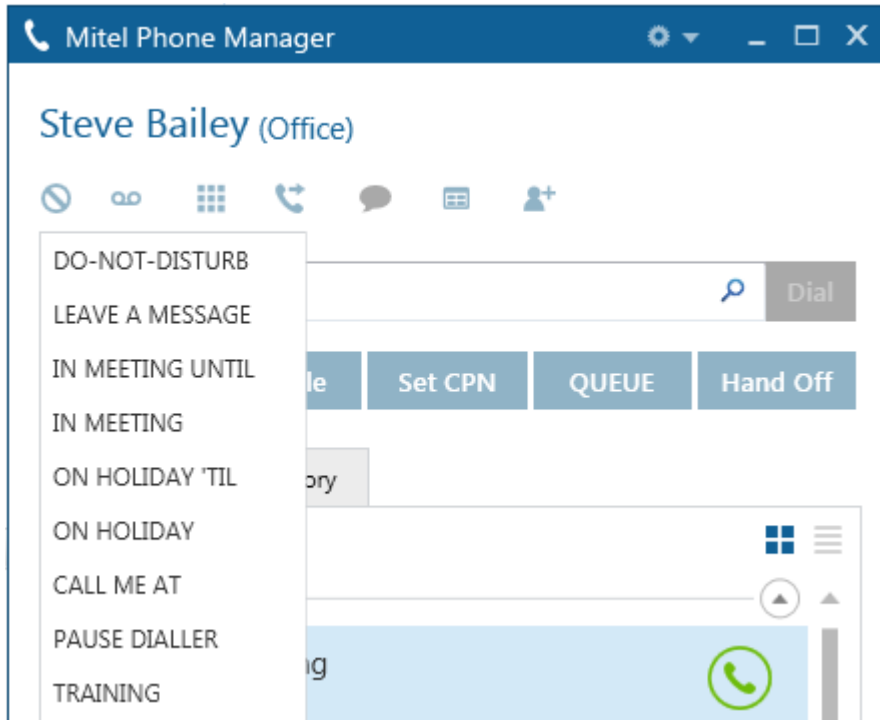 Mitel Phone Manager
Steve Bailey (Office)
DO-NOT-DISTURB
Dial
LEAVE A MESSAGE
IN MEETING UNTIL
Set CPN
QUEUE
Hand Off
IN MEETING
ON HOLIDAY 'TIL
ON HOLIDAY
CALL ME AT
PAUSE DIALLER
TRAINING